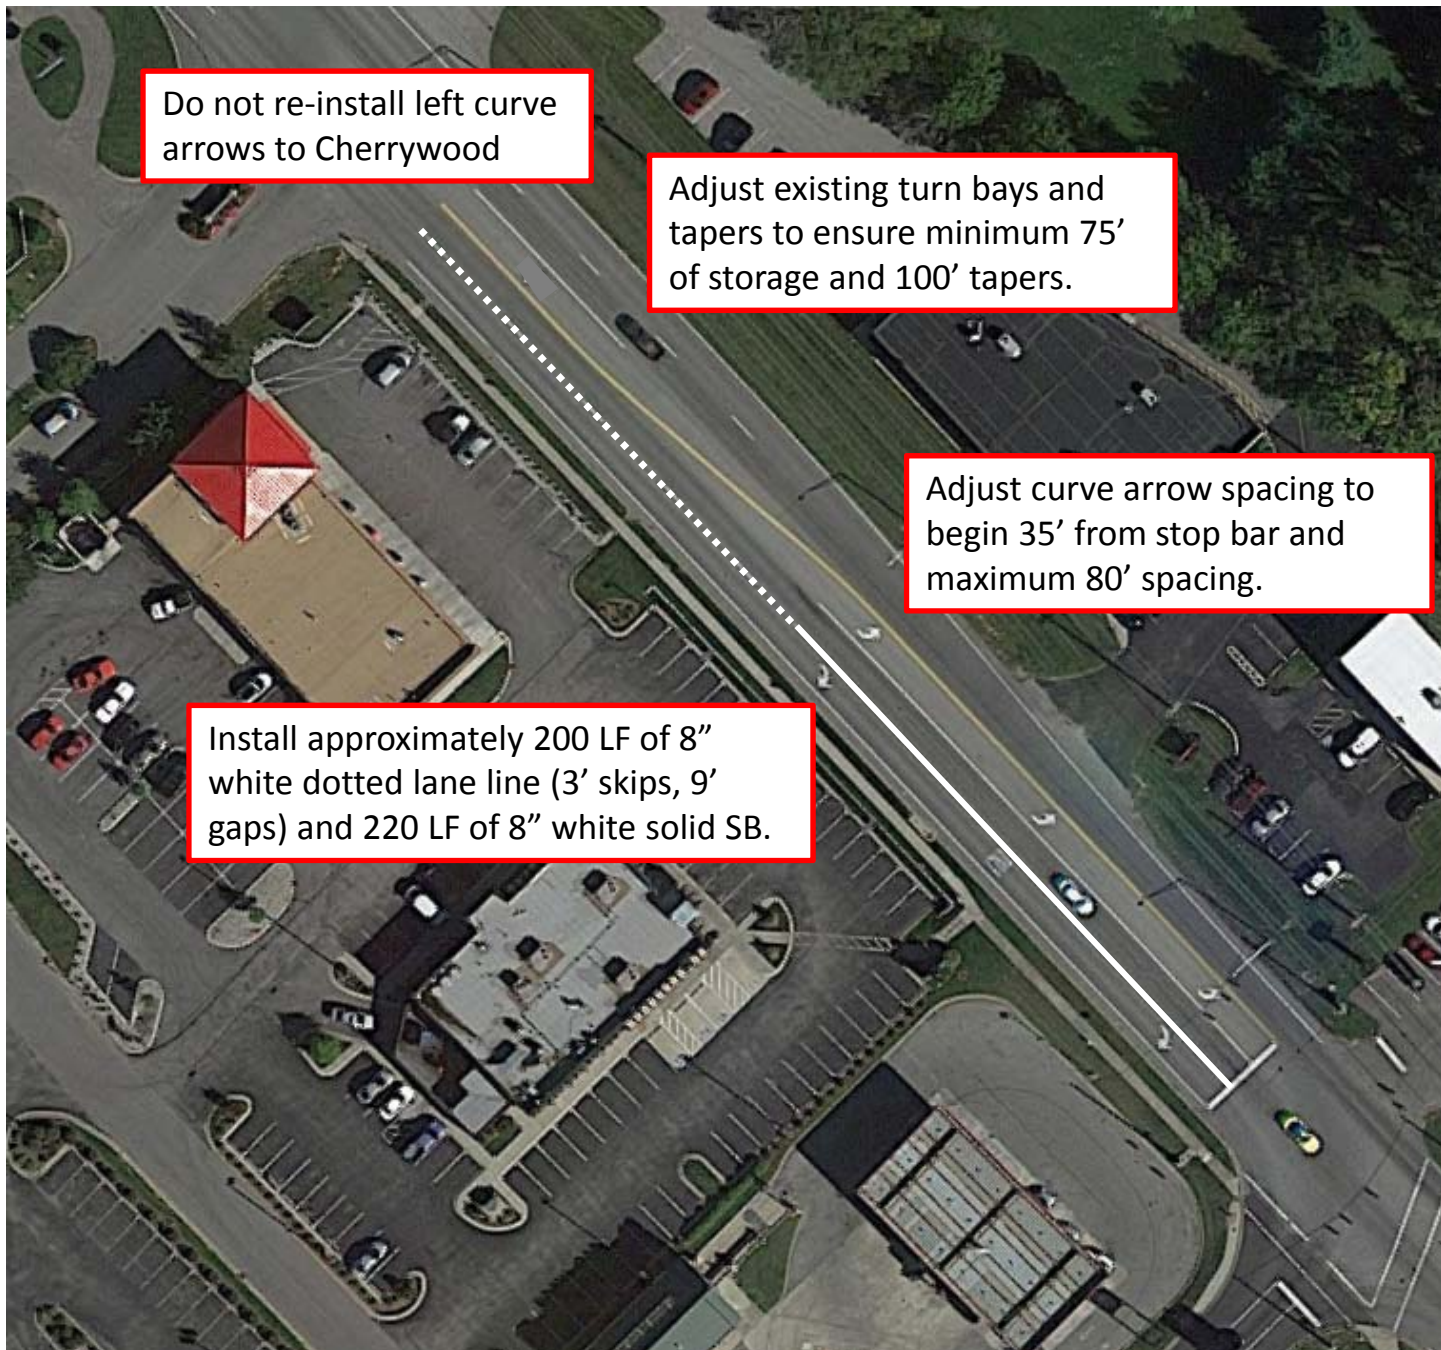 Do not re-install left curve
arrows to Cherrywood
Adjust existing turn bays and
tapers to ensure minimum 75’
of storage and 100’ tapers.
Adjust curve arrow spacing to
begin 35’ from stop bar and
maximum 80’ spacing.
Install approximately 200 LF of 8”
white dotted lane line (3’ skips, 9’
gaps) and 220 LF of 8” white solid SB.